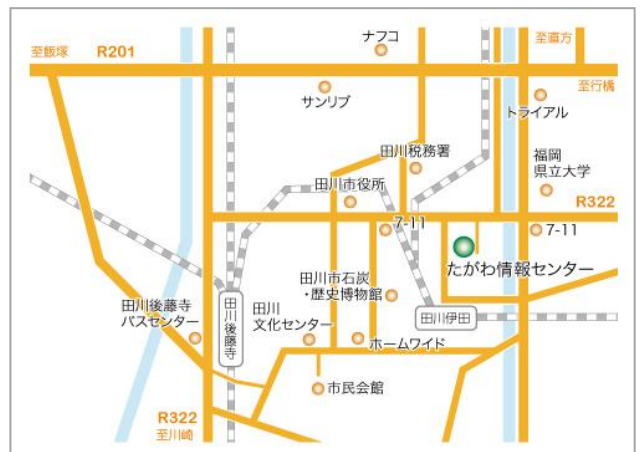 ナフコ
至飯塚
R201
至直方
至行橋
サンリブ
トライアル
田川税務署
福岡
県立大学
田川市役所
R322
7-11
7-11
たがわ情報センター
田川市石炭
・歴史博物館
田川後藤寺
バスセンター
田川後藤寺
田川
文化センター
田川伊田
ホームワイド
市民会館
R322
至川崎